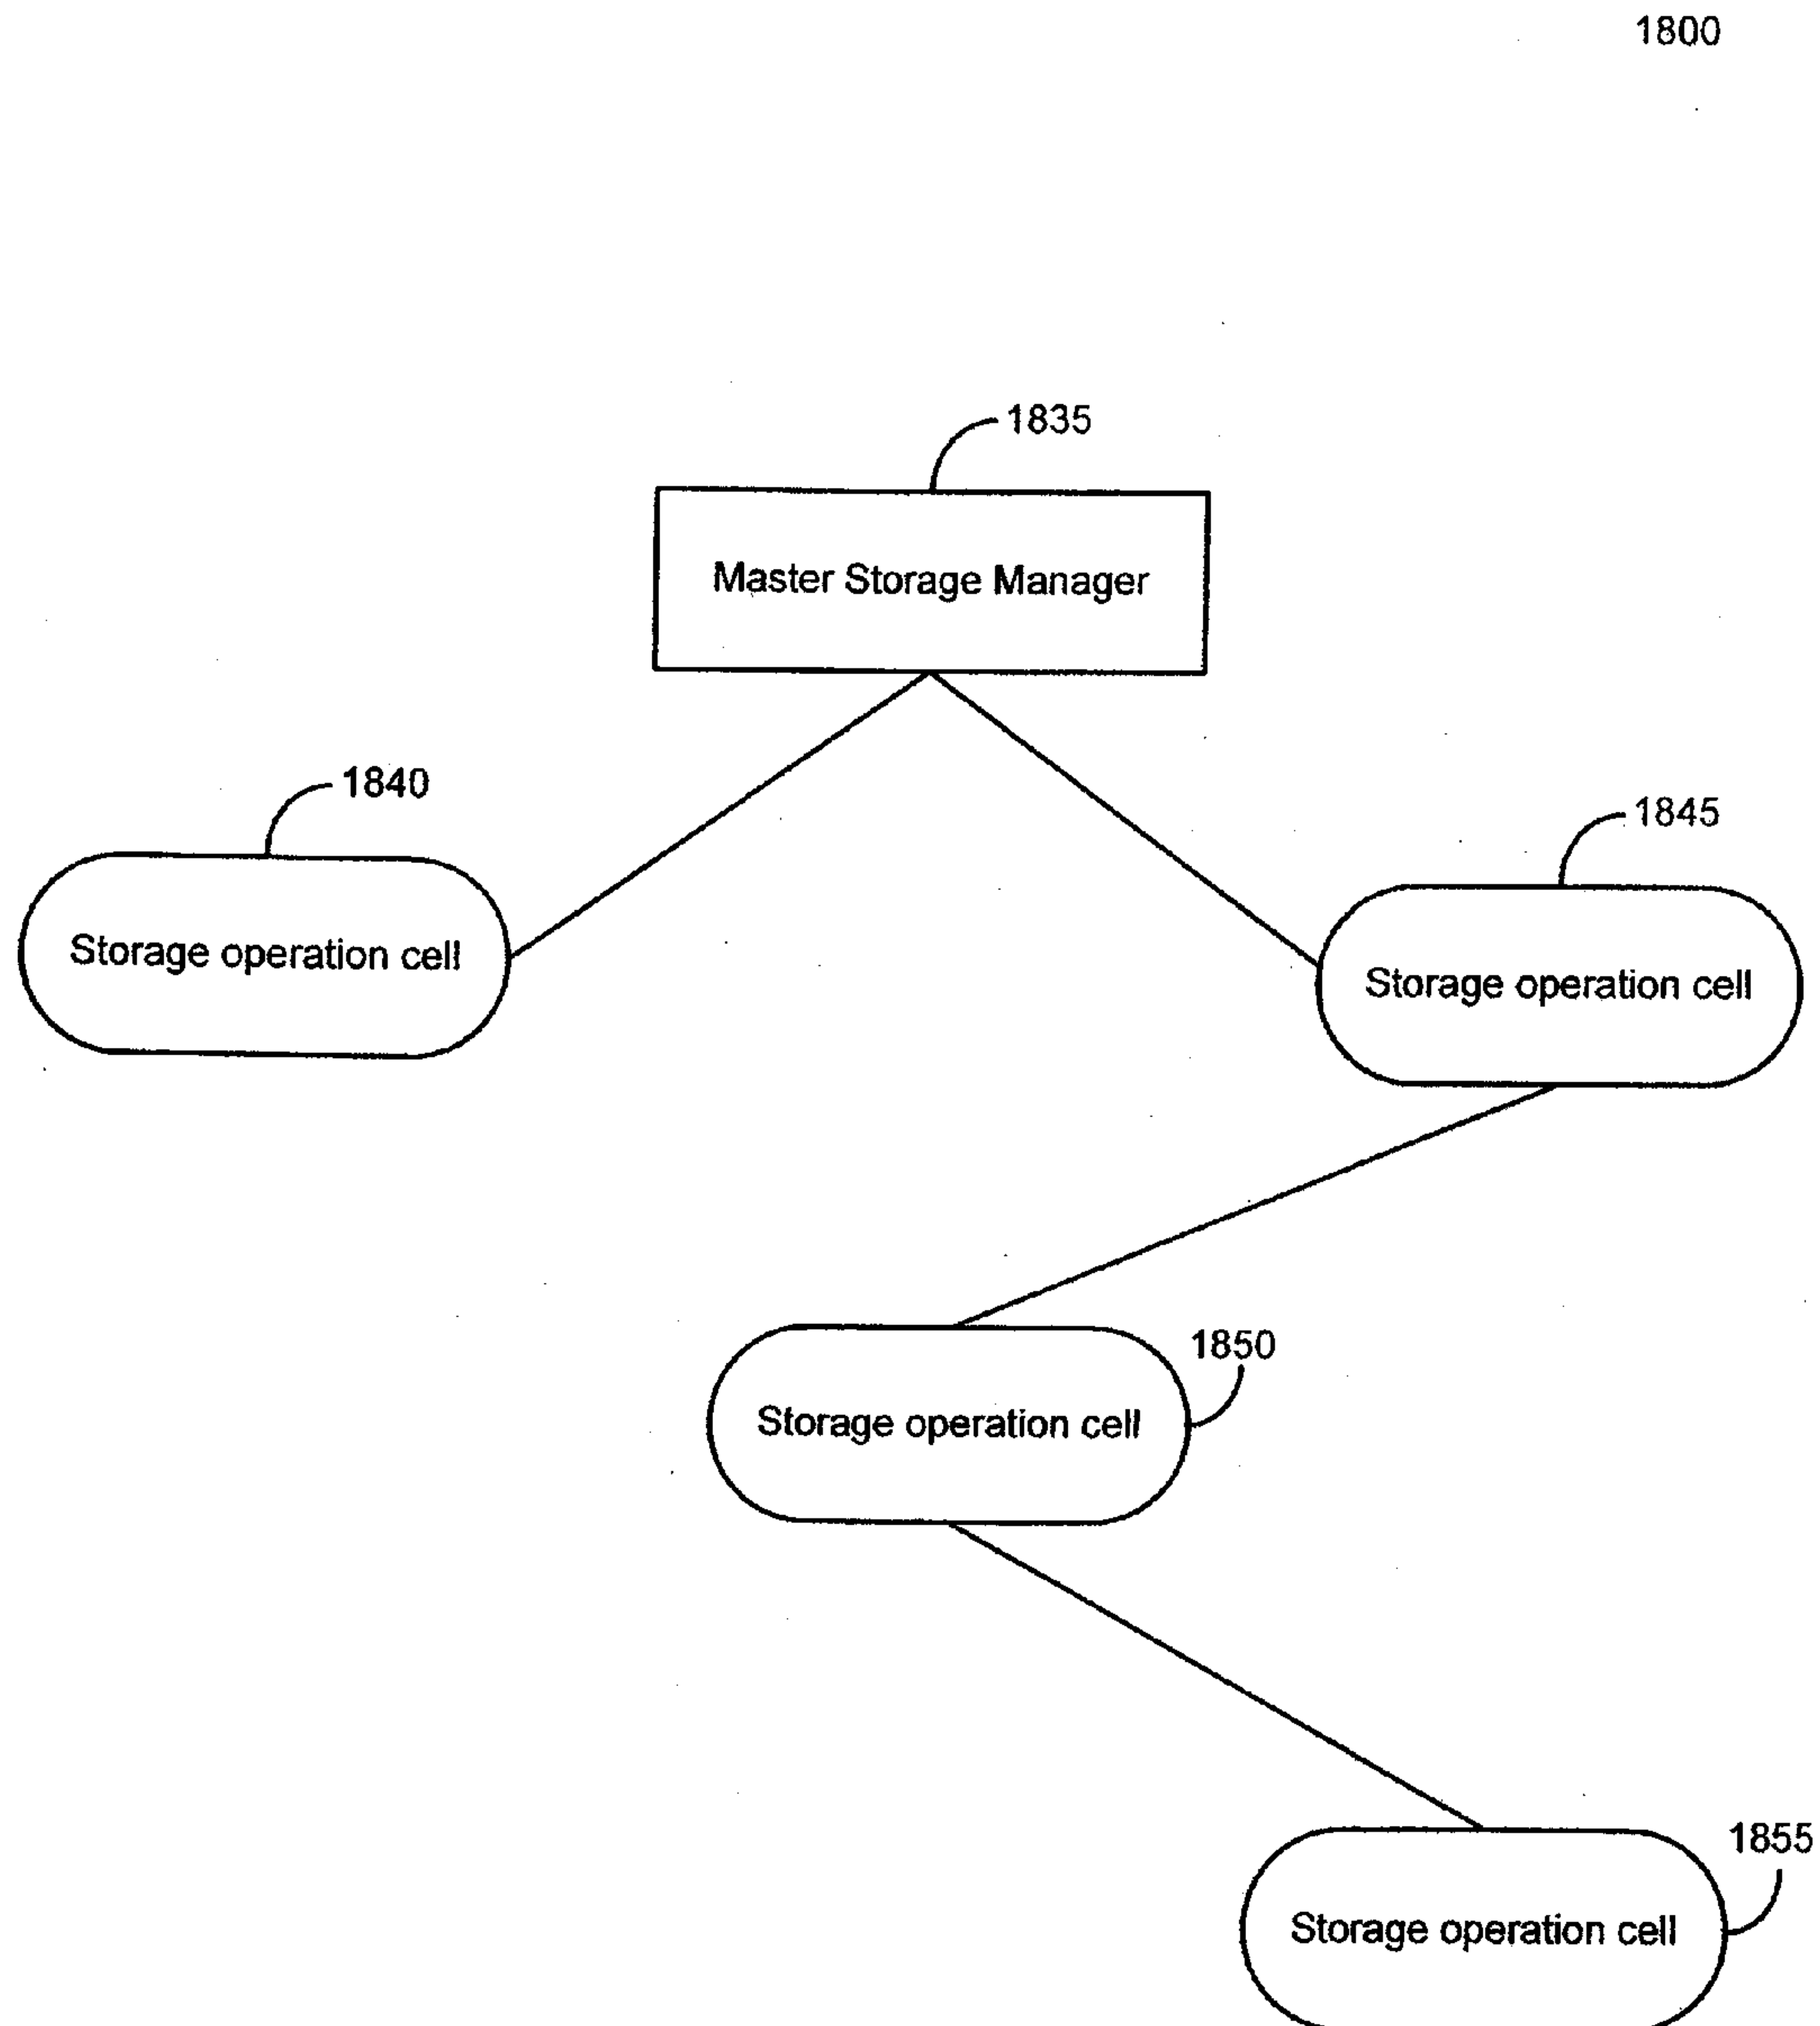 1800
1835
Master Storage Manager
1840
1845
Storage operation cell
Storage operation cell
1850
Storage operation cell
1855
Storage operation cell